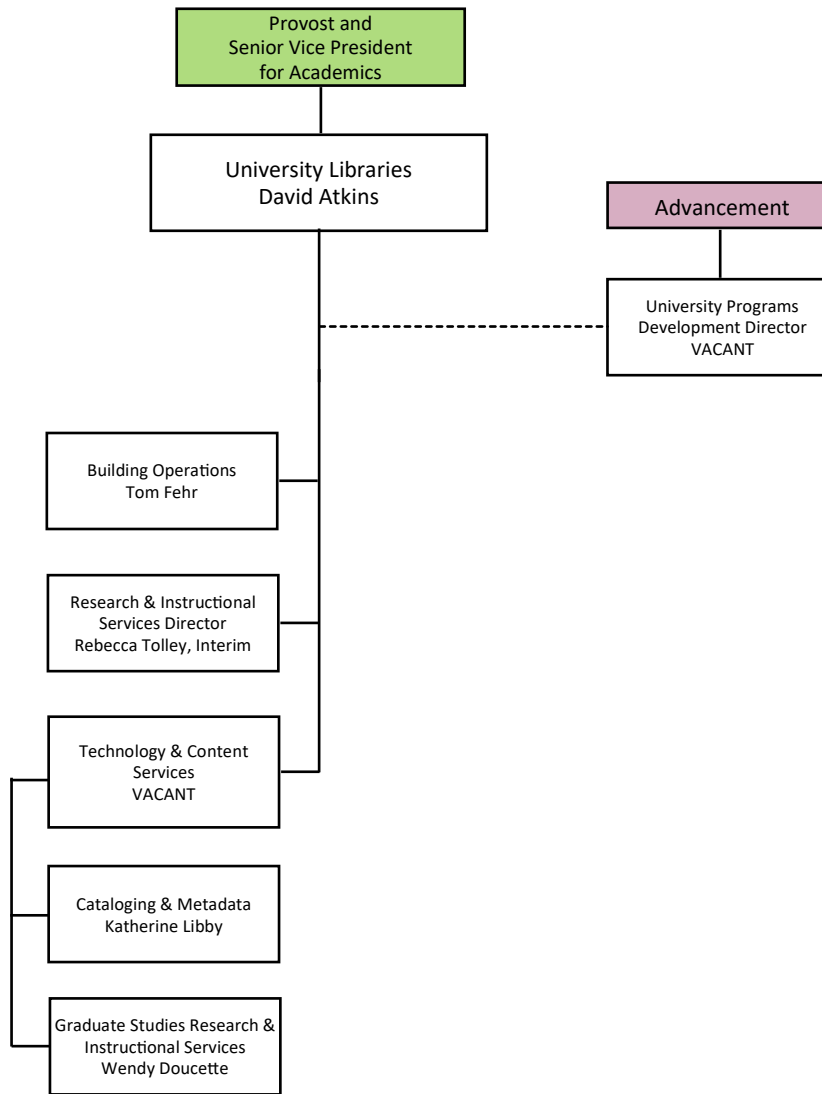 Provost and
Senior Vice President
for Academics
University Libraries
David Atkins
Advancement
University Programs
Development Director
VACANT
Building Operations
Tom Fehr
Research & Instructional
Services Director
Rebecca Tolley, Interim
Technology & Content
Services
VACANT
Cataloging & Metadata
Katherine Libby
Graduate Studies Research &
Instructional Services
Wendy Doucette